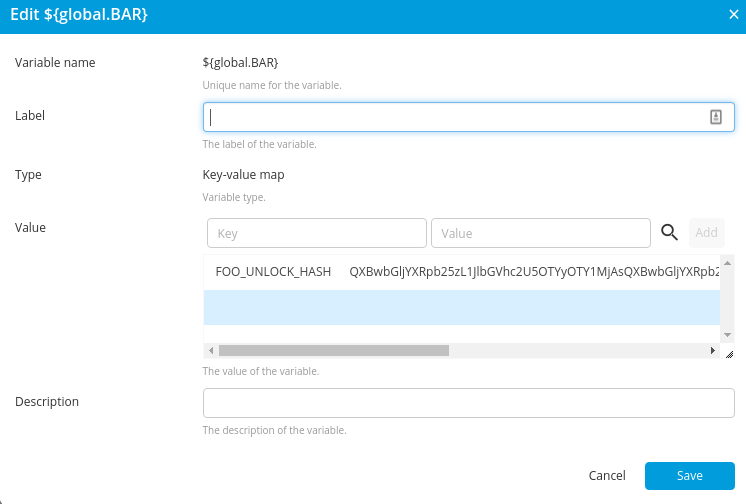 Edit ${global.BAR}
Variable name ${global.BAR}
Unique name for the variable.
Label
The label of the variable.
Type Key-value map
Variable type.
Value Key Value Add
FOO_UNLOCK_HASH QXBwbGljYXRpb25zL1JlbGVhc2U5OTYyOTY1MjAsQXBwbGljYXRpb2
The value of the variable.
Description
The description of the variable.
Cancel Save